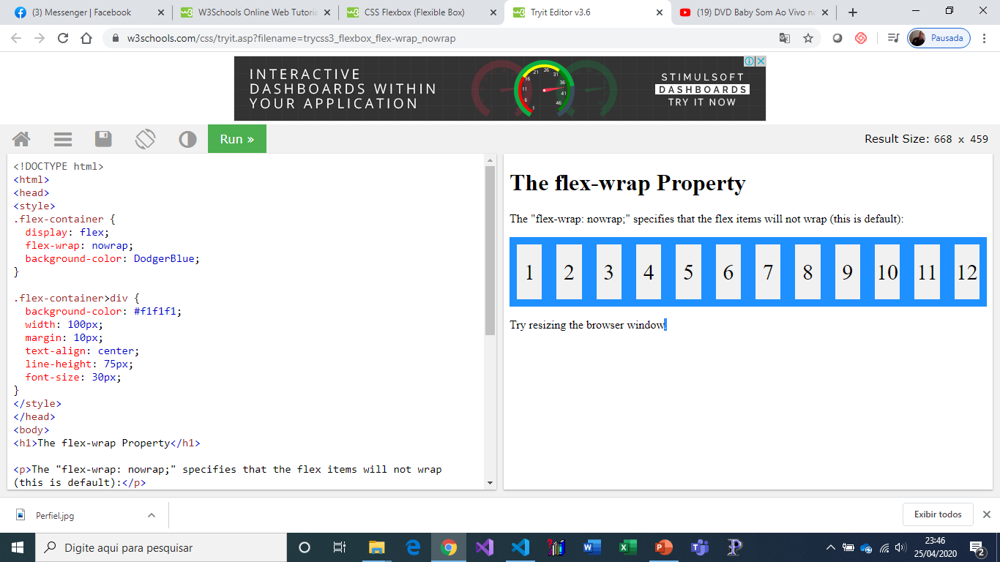 (3) Messenger | Facebook
W3Schools Online Web Tutoria
CSS Flexbox (Flexible Box)
Tryit Editor v3.6
(19) DVD Baby Som Ao Vivo no
w3schools.com/css/tryit.asp?filename=trycss3_flexbox_flex-wrap_nowrap
Pausada
INTERACTIVE
DASHBOARDS WITHIN
YOUR APPLICATION
1 6 11 16 21 26 31 36 41 46
STIMULSOFT
DASHBOARDS
TRY IT NOW
Run »
Result Size: 668 x 459
<!DOCTYPE html>
<html>
<head>
<style>
.flex-container {
  display: flex;
  flex-wrap: nowrap;
  background-color: DodgerBlue;
}

.flex-container>div {
  background-color: #f1f1f1;
  width: 100px;
  margin: 10px;
  text-align: center;
  line-height: 75px;
  font-size: 30px;
}
</style>
</head>
<body>
<h1>The flex-wrap Property</h1>

<p>The "flex-wrap: nowrap;" specifies that the flex items will not wrap
(this is default):</p>
The flex-wrap Property
The "flex-wrap: nowrap;" specifies that the flex items will not wrap (this is default):
1 2 3 4 5 6 7 8 9 10 11 12
Try resizing the browser window.
Perfiel.jpg
Exibir todos
Digite aqui para pesquisar
23:46
25/04/2020
2